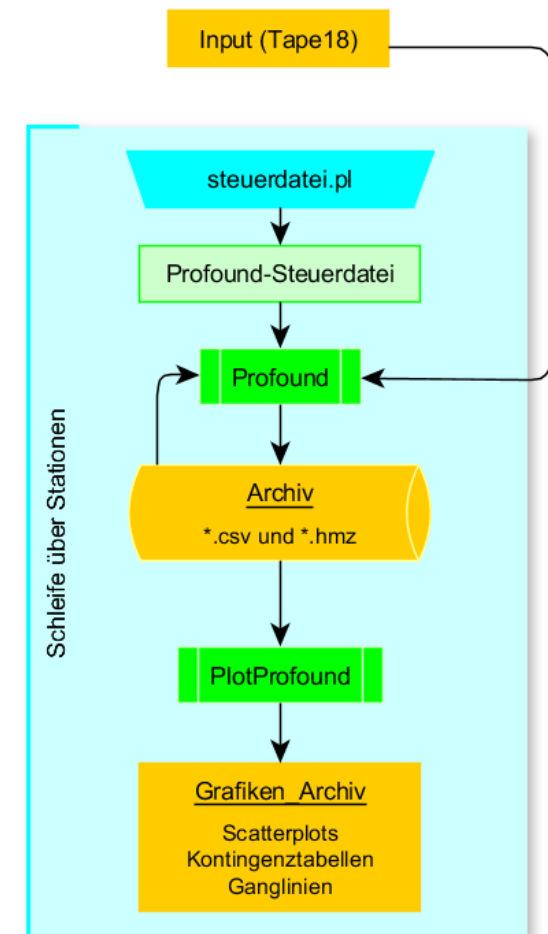 Input (Tape18)
steuerdatei.pl
Profound-Steuerdatei
Profound
Schleife über Stationen
Archiv
*.csv und *.hmz
PlotProfound
Grafiken_Archiv
Scatterplots
Kontingenztabellen
Ganglinien